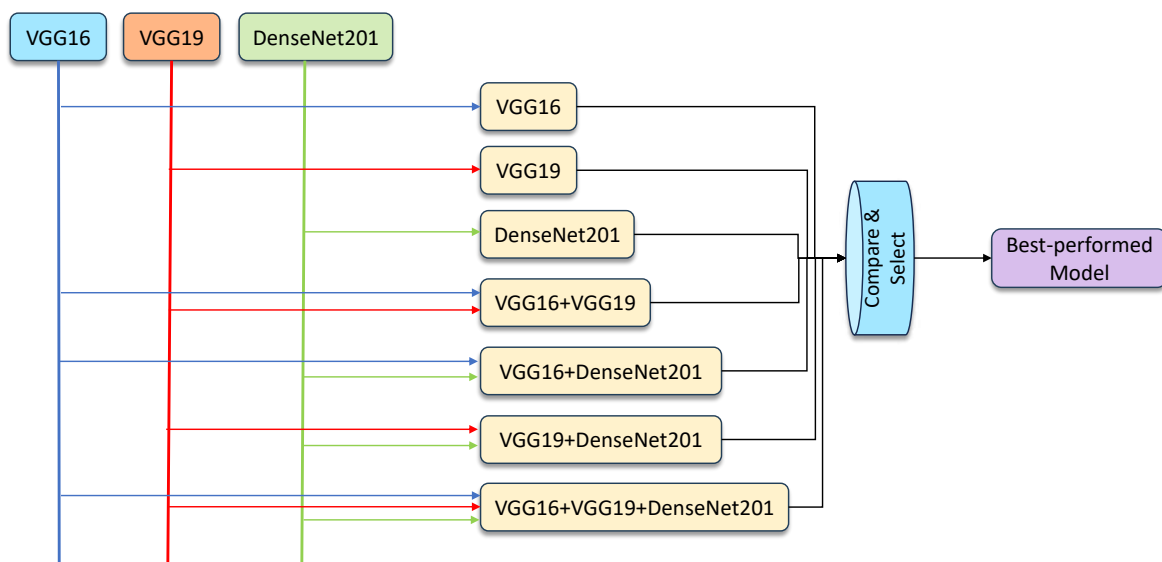 VGG16
VGG19
DenseNet201
VGG16
VGG19
DenseNet201
VGG16+VGG19
VGG16+DenseNet201
VGG19+DenseNet201
VGG16+VGG19+DenseNet201
Compare &
Select
Best-performed
Model